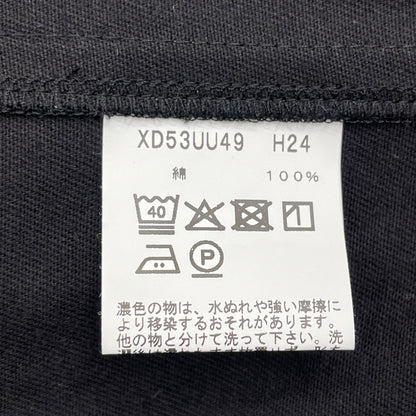 XD53UU49 H24
綿 100%
40
P
濃色の物は、水ぬれや強い摩擦に
より移染するおそれがあります。
他の物と分けて洗って下さい。洗